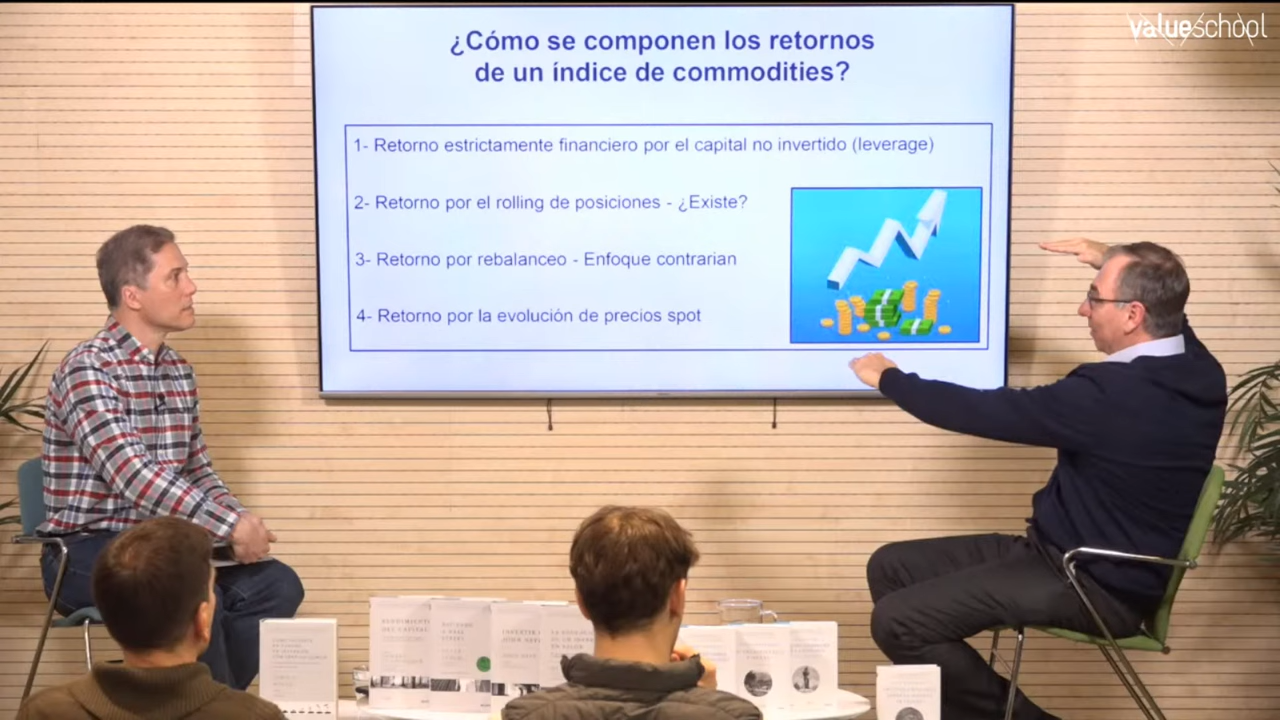 valueschool
¿Cómo se componen los retornos
de un índice de commodities?
1- Retorno estrictamente financiero por el capital no invertido (leverage)
2- Retorno por el rolling de posiciones - ¿Existe?
3- Retorno por rebalanceo - Enfoque contrarian
4- Retorno por la evolución de precios spot
DEL CAPITAL